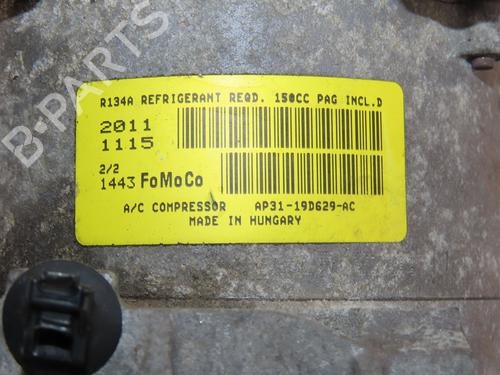 R134A REFRIGERANT REQD. 150CC PAG INCL.D
2011
1115
2/2
1443 FoMoCo
A/C COMPRESSOR AP31-19D629-AC
MADE IN HUNGARY
B-PARTS